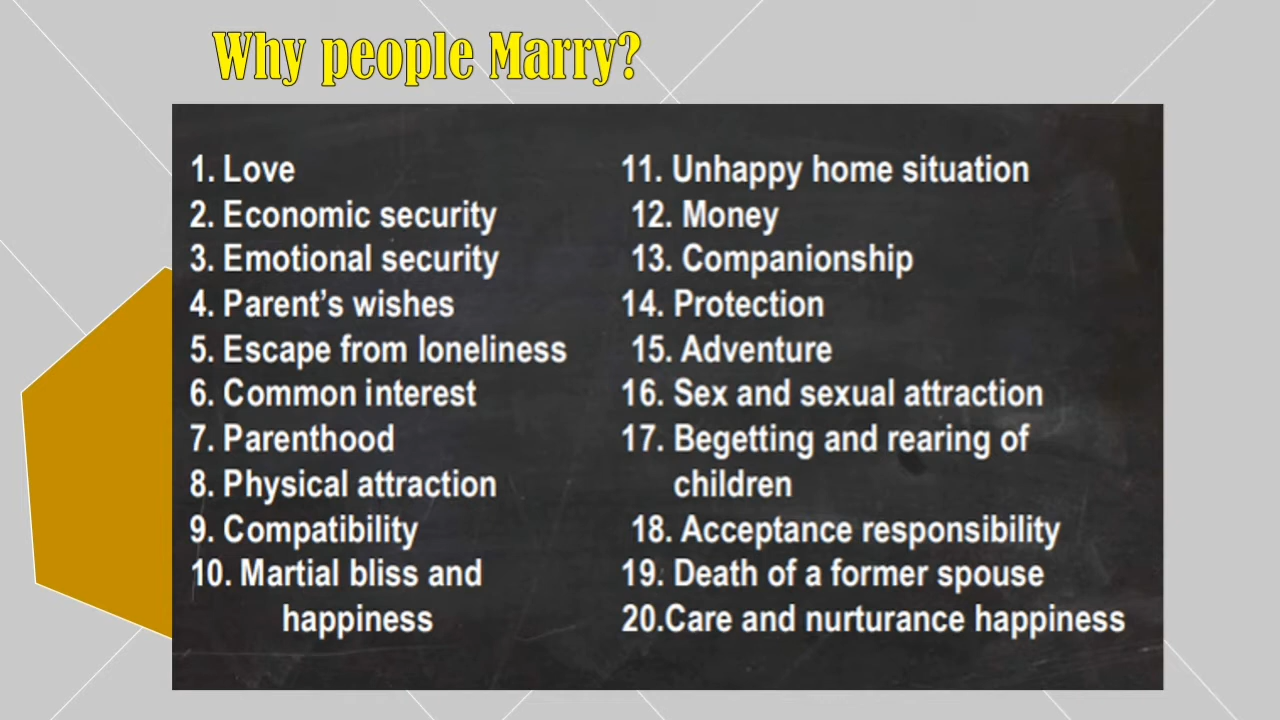 Why people Marry?
1. Love
2. Economic security
3. Emotional security
4. Parent’s wishes
5. Escape from loneliness
6. Common interest
7. Parenthood
8. Physical attraction
9. Compatibility
10. Martial bliss and
happiness
11. Unhappy home situation
12. Money
13. Companionship
14. Protection
15. Adventure
16. Sex and sexual attraction
17. Begetting and rearing of
children
18. Acceptance responsibility
19. Death of a former spouse
20.Care and nurturance happiness